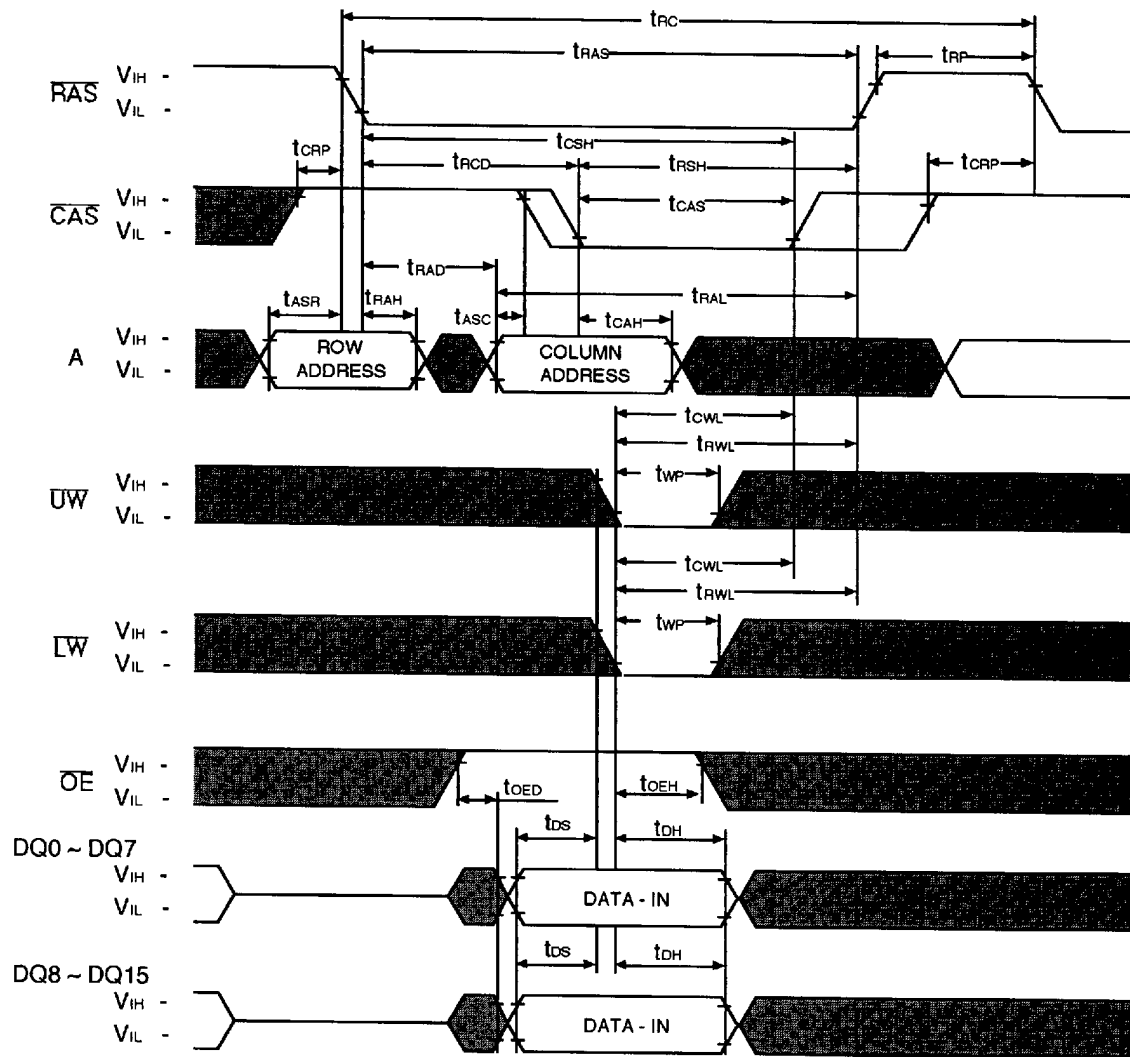 tRC
tRAS
tRP
RAS
VIH -
VIL -
tCSH
tCRP
tRCD
tRSH
tCRP
CAS
VIH -
VIL -
tCAS
tRAD
tRAL
tASR
tRAH
tASC
tCAH
A
VIH -
VIL -
ROW
ADDRESS
COLUMN
ADDRESS
tCWL
tRWL
UW
VIH -
VIL -
tWP
tCWL
tRWL
LW
VIH -
VIL -
tWP
OE
VIH -
VIL -
tOED
tOEH
DQ0 ~ DQ7
tDS
tDH
VIH -
VIL -
DATA - IN
DQ8 ~ DQ15
tDS
tDH
VIH -
VIL -
DATA - IN